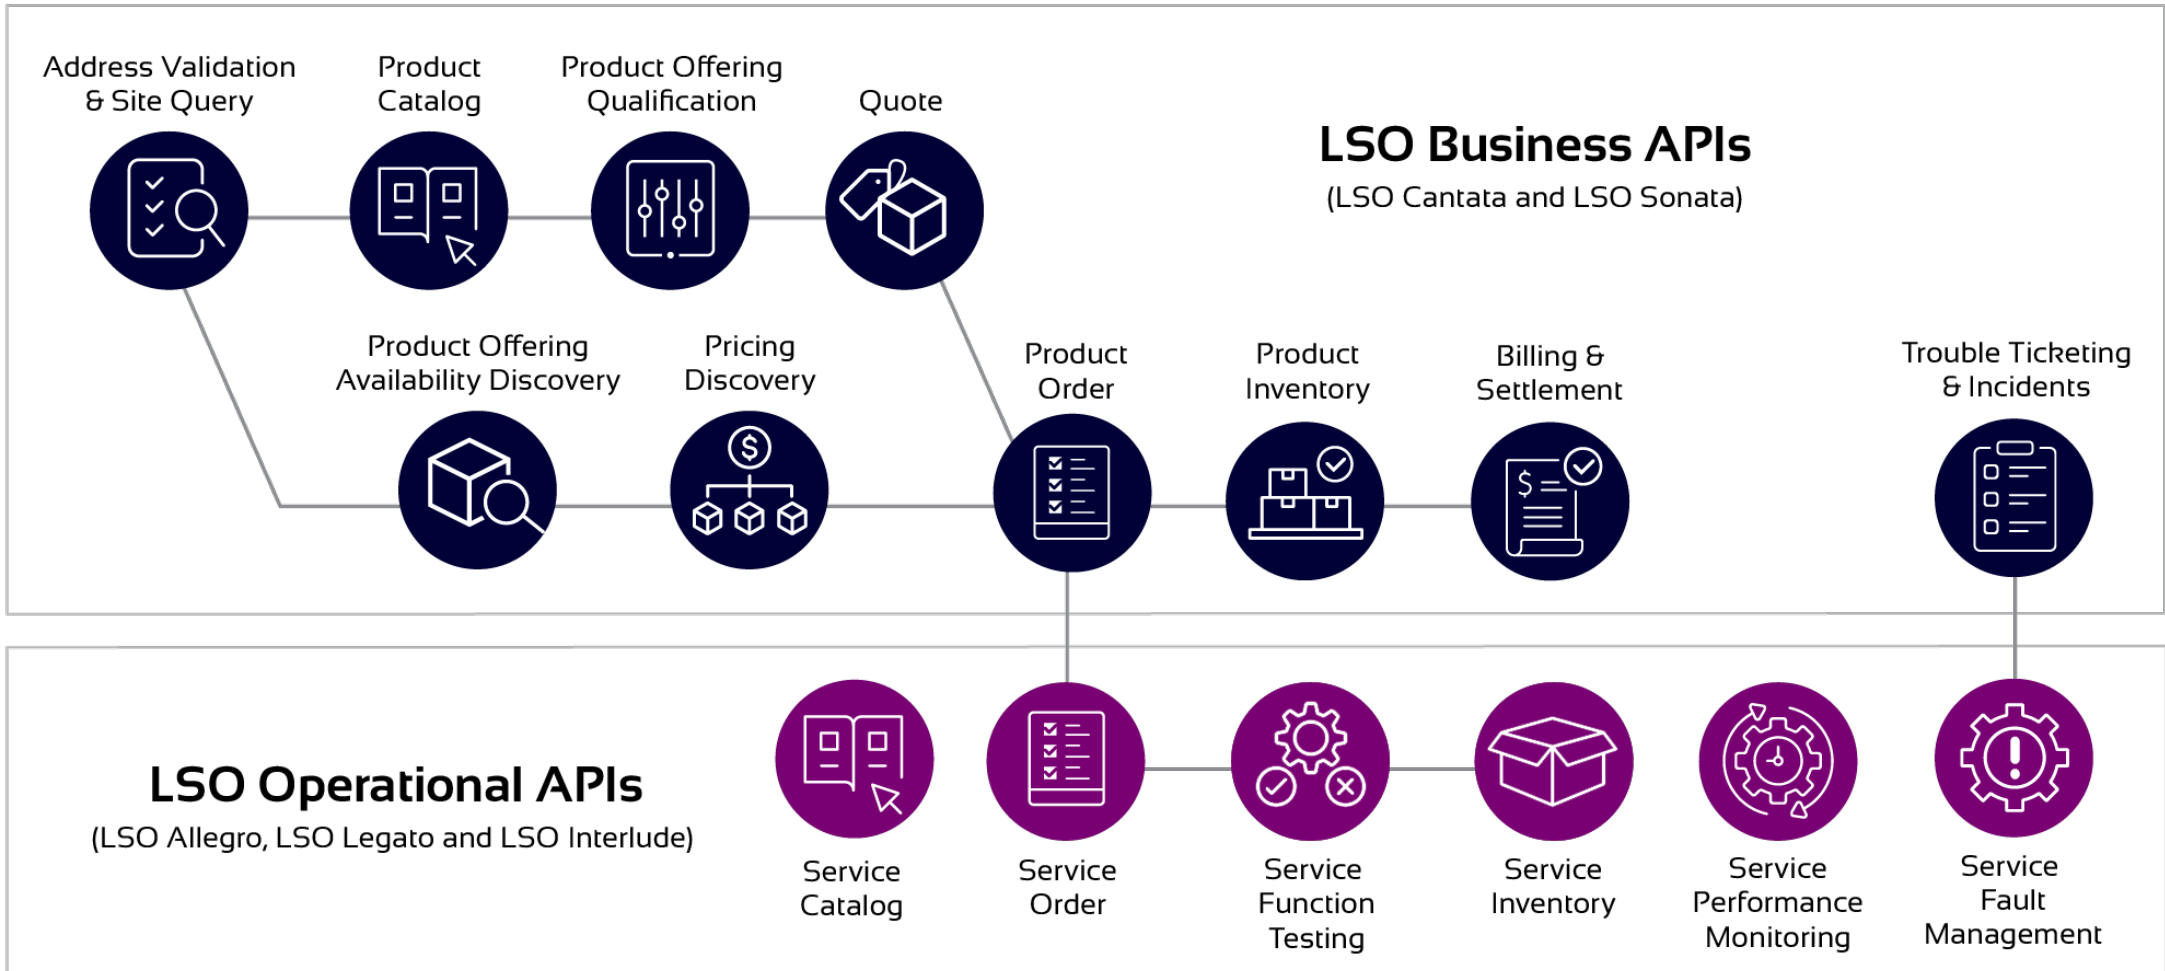 Address Validation
& Site Query
Product
Catalog
Product Offering
Qualification
Quote
LSO Business APIs
(LSO Cantata and LSO Sonata)
Product Offering
Availability Discovery
Pricing
Discovery
Product
Order
Product
Inventory
Billing &
Settlement
Trouble Ticketing
& Incidents
$
$
LSO Operational APIs
(LSO Allegro, LSO Legato and LSO Interlude)
Service
Catalog
Service
Order
Service
Function
Testing
Service
Inventory
Service
Performance
Monitoring
Service
Fault
Management